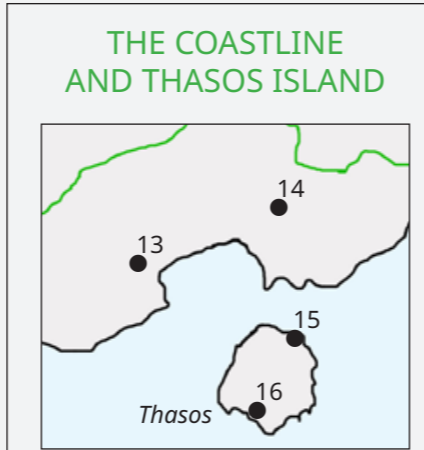 THE COASTLINE
AND THASOS ISLAND
14
13
15
16
Thasos